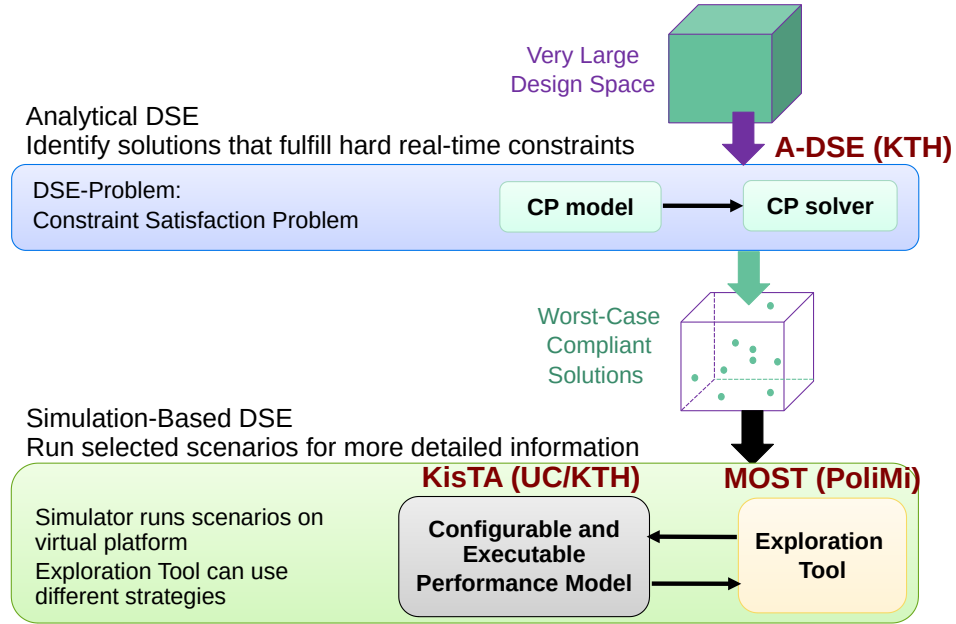 Very Large
Design Space
Analytical DSE
Identify solutions that fulfill hard real-time constraints
A-DSE (KTH)
DSE-Problem:
Constraint Satisfaction Problem
CP model
CP solver
Worst-Case
Compliant
Solutions
Simulation-Based DSE
Run selected scenarios for more detailed information
KisTA (UC/KTH)
MOST (PoliMi)
Simulator runs scenarios on
virtual platform
Exploration Tool can use
different strategies
Configurable and
Executable
Performance Model
Exploration
Tool